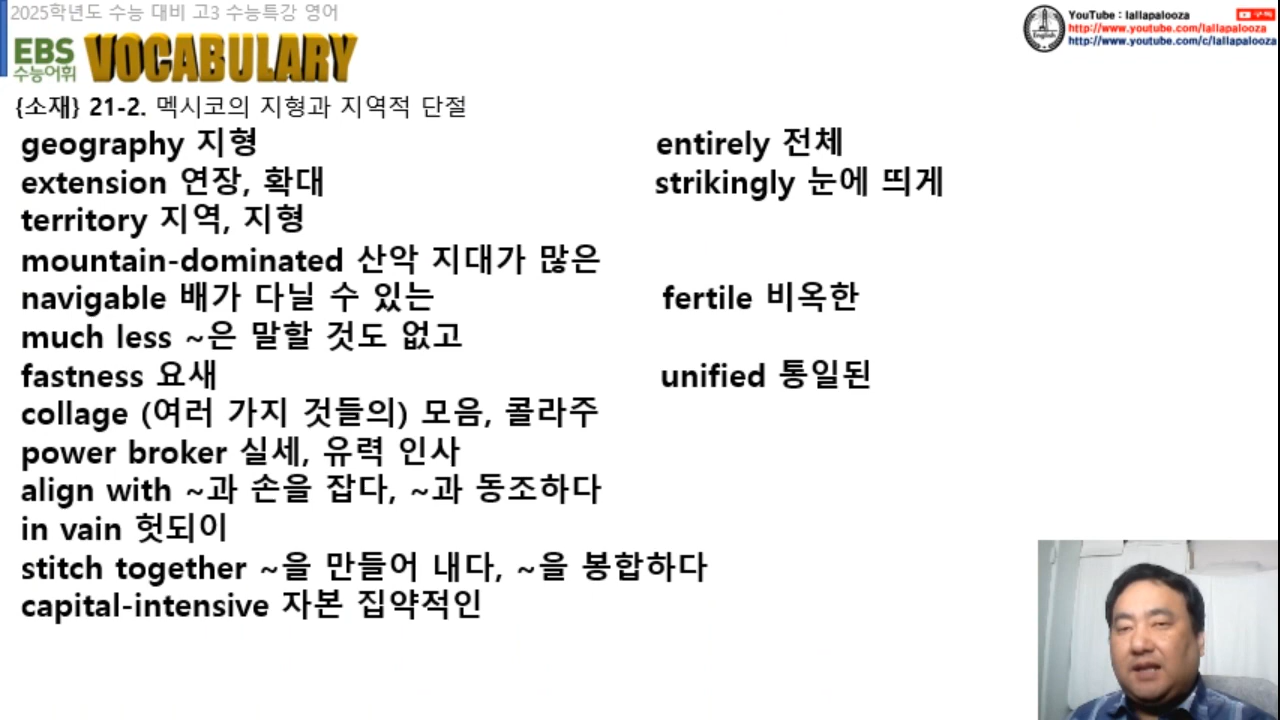 2025학년도 수능 대비 고3 수능특강 영어
EBS
수능어휘
VOCABULARY
YouTube : lallapalooza
구독
http://www.youtube.com/lallapalooza
http://www.youtube.com/c/lallapalooza
English
{소재} 21-2. 멕시코의 지형과 지역적 단절
geography 지형
entirely 전체
extension 연장, 확대
strikingly 눈에 띄게
territory 지역, 지형
mountain-dominated 산악 지대가 많은
navigable 배가 다닐 수 있는
fertile 비옥한
much less ~은 말할 것도 없고
fastness 요새
unified 통일된
collage (여러 가지 것들의) 모음, 콜라주
power broker 실세, 유력 인사
align with ~과 손을 잡다, ~과 동조하다
in vain 헛되이
stitch together ~을 만들어 내다, ~을 봉합하다
capital-intensive 자본 집약적인